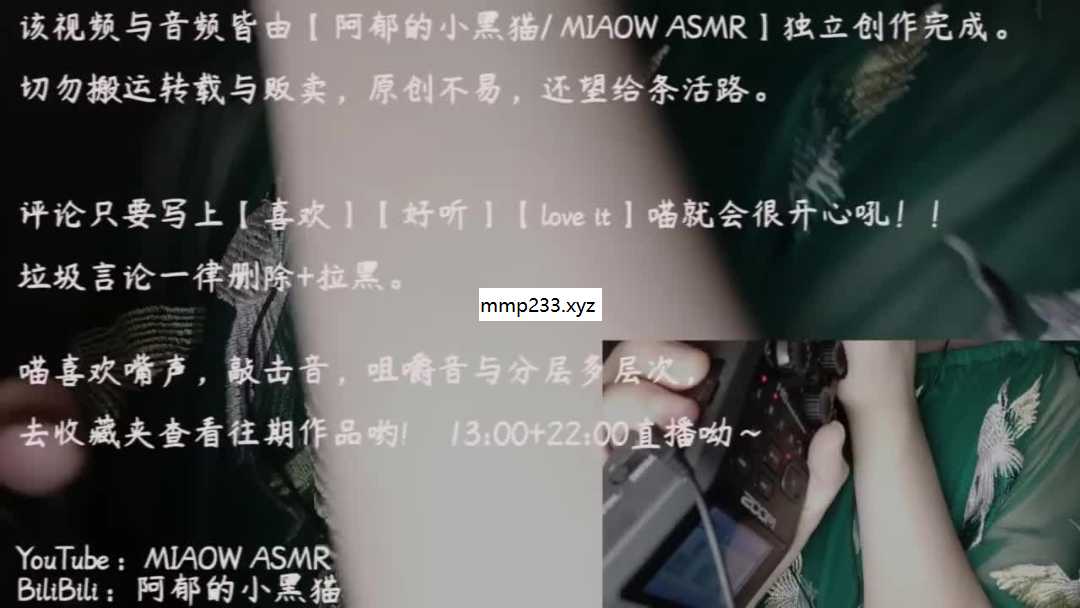 该视频与音频皆由【阿郁的小黑猫/ MIAOW ASMR】独立创作完成。
切勿搬运转载与贩卖，原创不易，还望给条活路。
评论只要写上【喜欢】【好听】【love it】喵就会很开心吼！！
垃圾言论一律删除+拉黑。
mmp233.xyz
喵喜欢嘴声，敲击音，咀嚼音与分层多层次，
去收藏夹查看往期作品哟! 13:00+22:00直播呦~
ZOOM
YouTube：MIAOW ASMR
BiliBili：阿郁的小黑猫